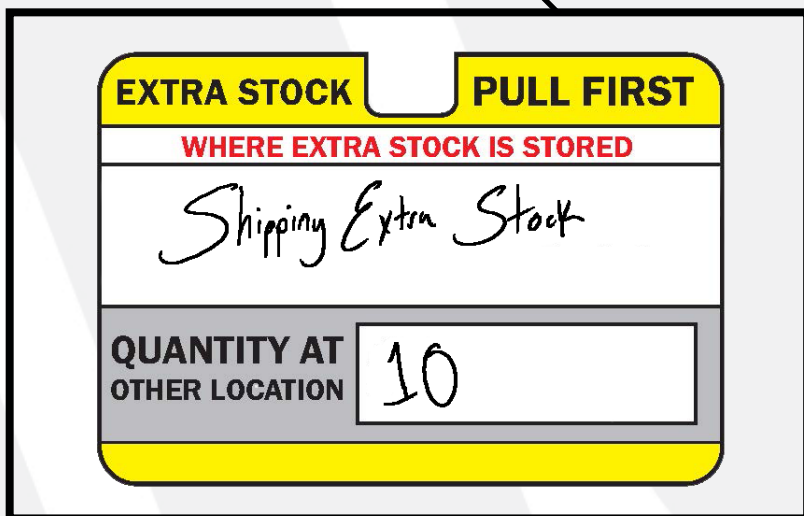 EXTRA STOCK PULL FIRST
WHERE EXTRA STOCK IS STORED
Shipping Extra Stock
QUANTITY AT
OTHER LOCATION
10